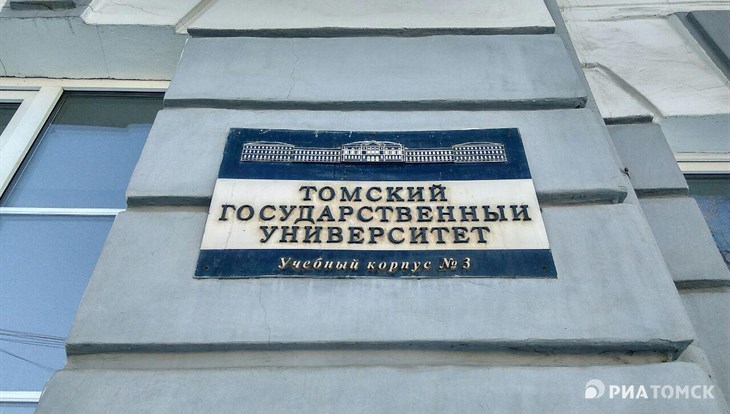 ТОМСКИЙ
ГОСУДАРСТВЕННЫЙ
УНИВЕРСИТЕТ
Учебный корпус № 3
РИАТОМСК